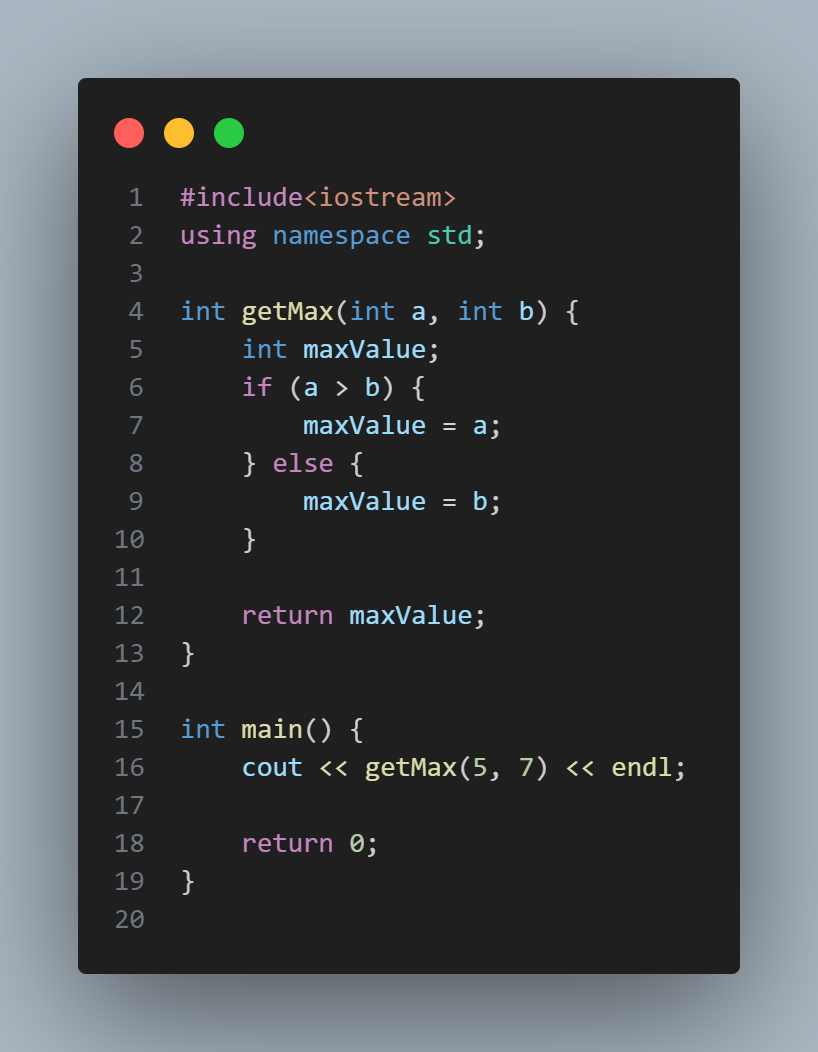 1 #include<iostream>
2 using namespace std;
3
4 int getMax(int a, int b) {
5     int maxValue;
6     if (a > b) {
7         maxValue = a;
8     } else {
9         maxValue = b;
10     }
11
12     return maxValue;
13 }
14
15 int main() {
16     cout << getMax(5, 7) << endl;
17
18     return 0;
19 }
20